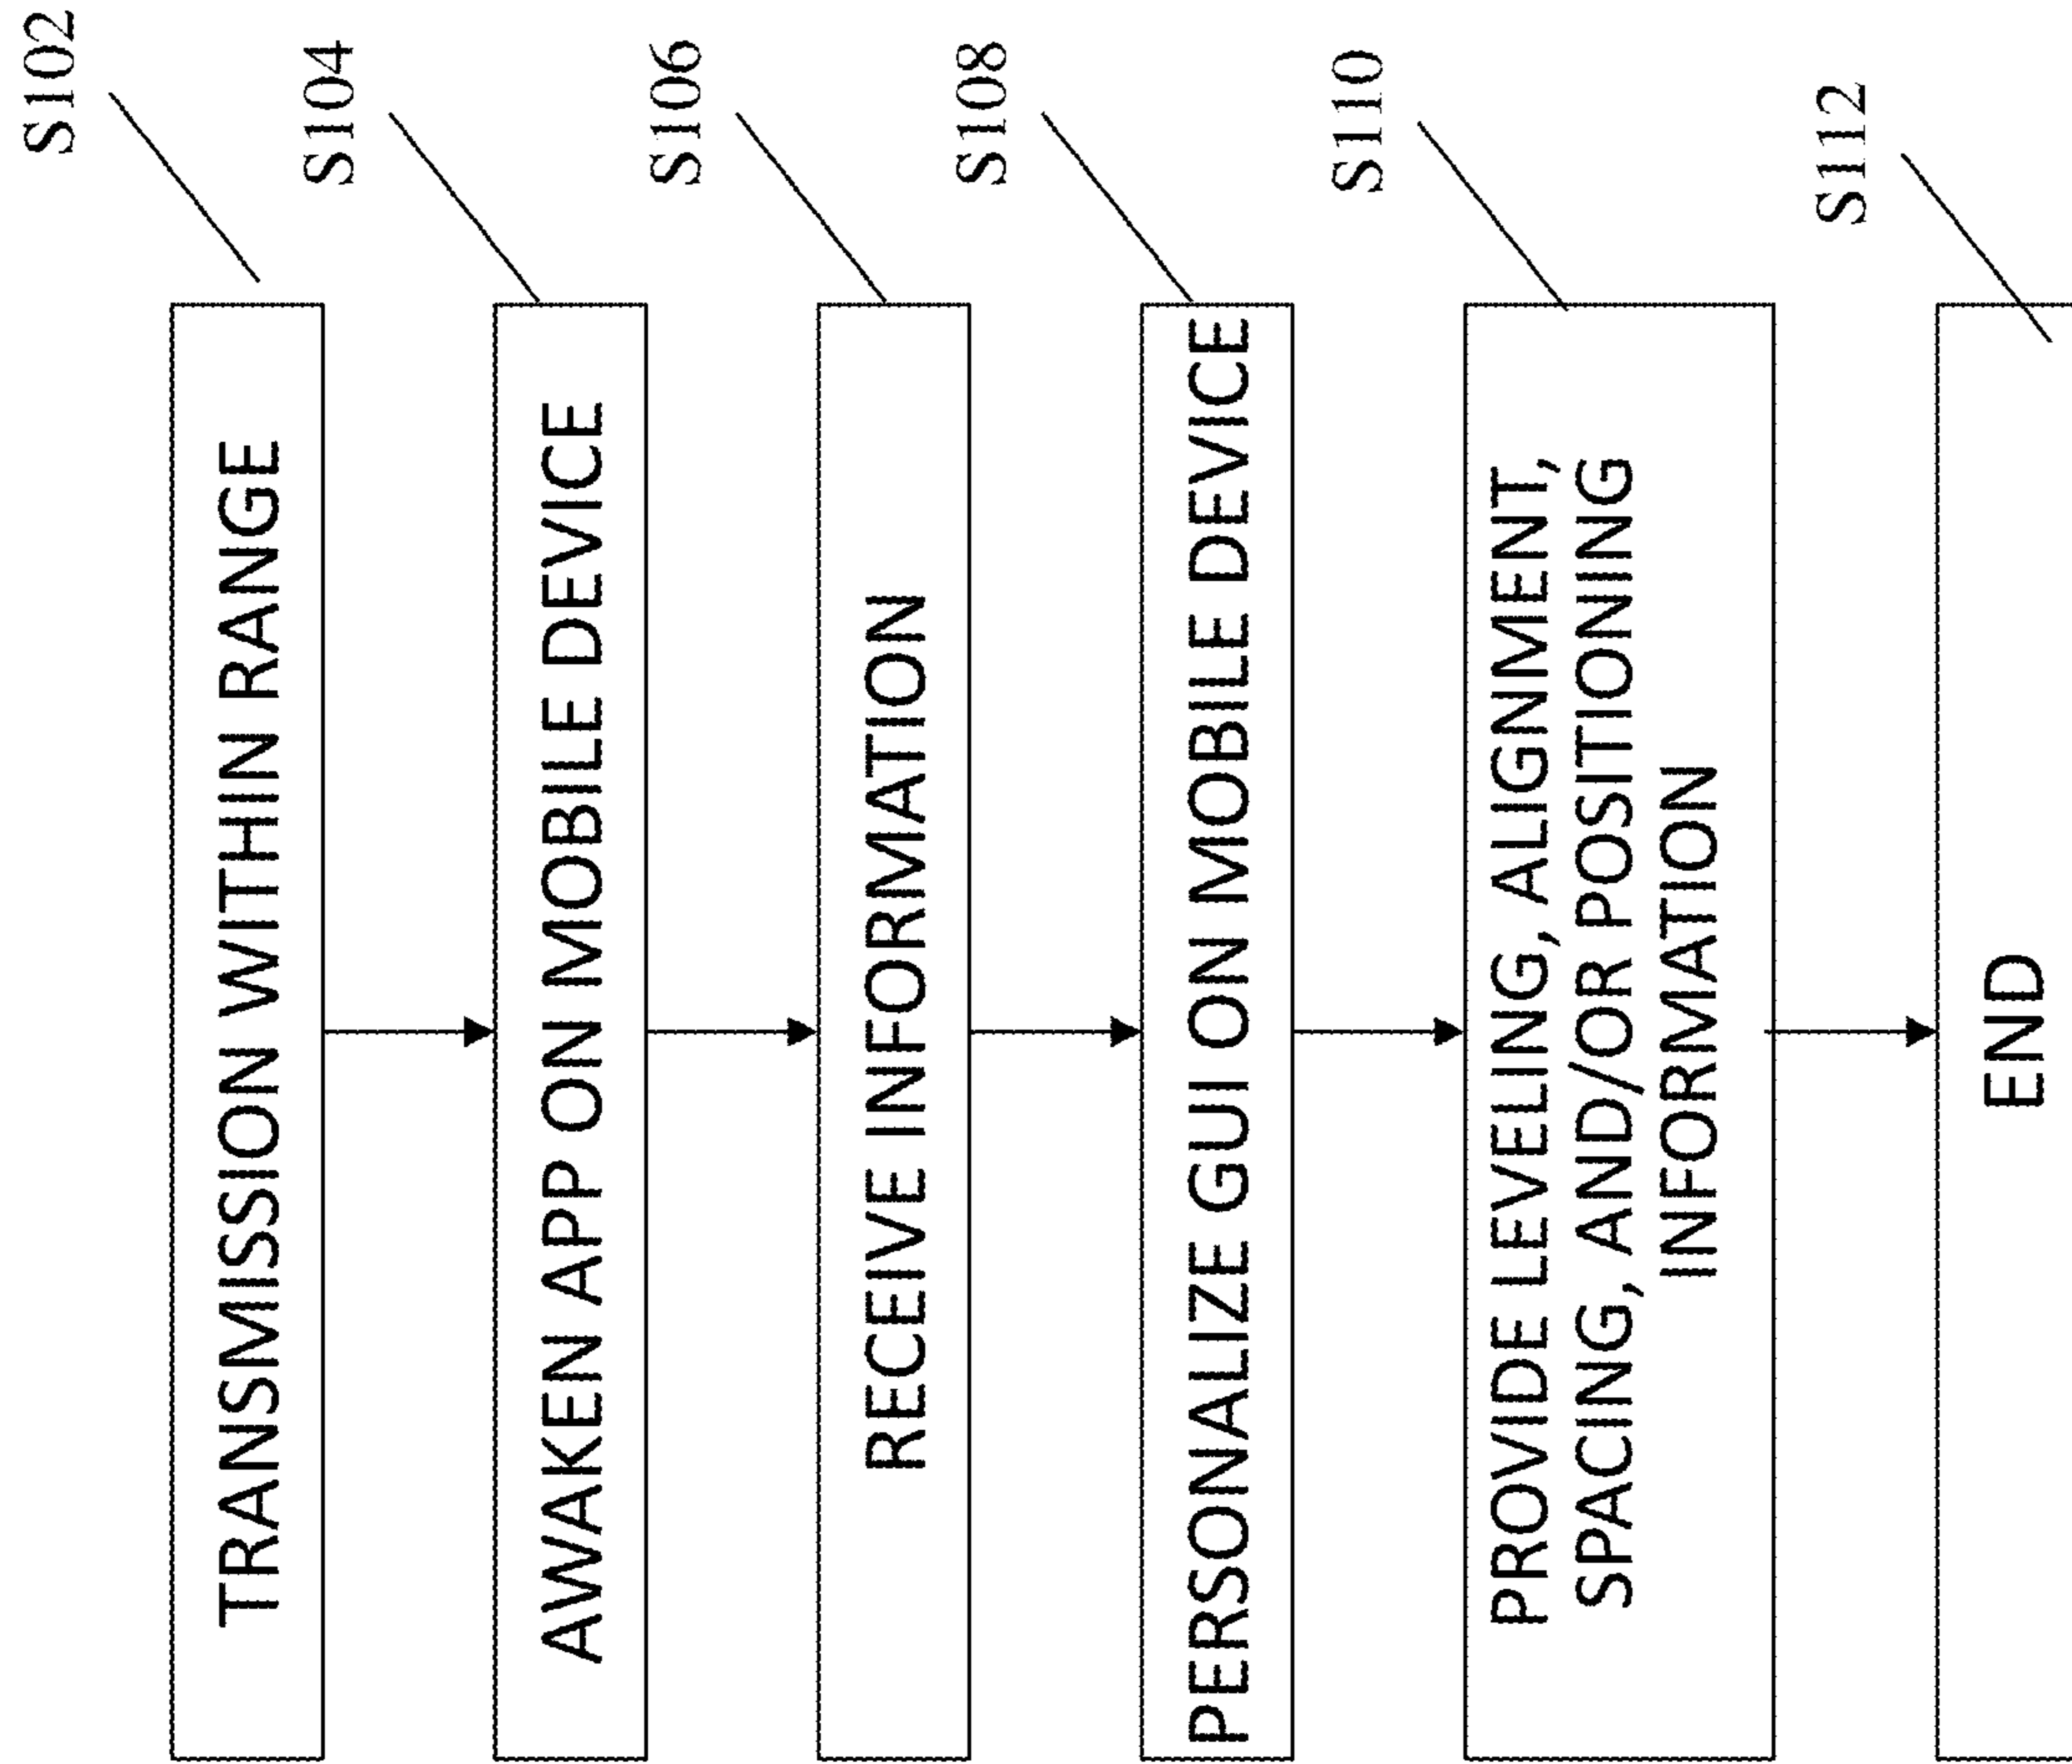 S102
TRANSMISSION WITHIN RANGE
S104
AWAKEN APP ON MOBILE DEVICE
S106
RECEIVE INFORMATION
S108
PERSONALIZE GUI ON MOBILE DEVICE
S110
PROVIDE LEVELING, ALIGNMENT,
SPACING, AND/OR POSITIONING
INFORMATION
S112
END